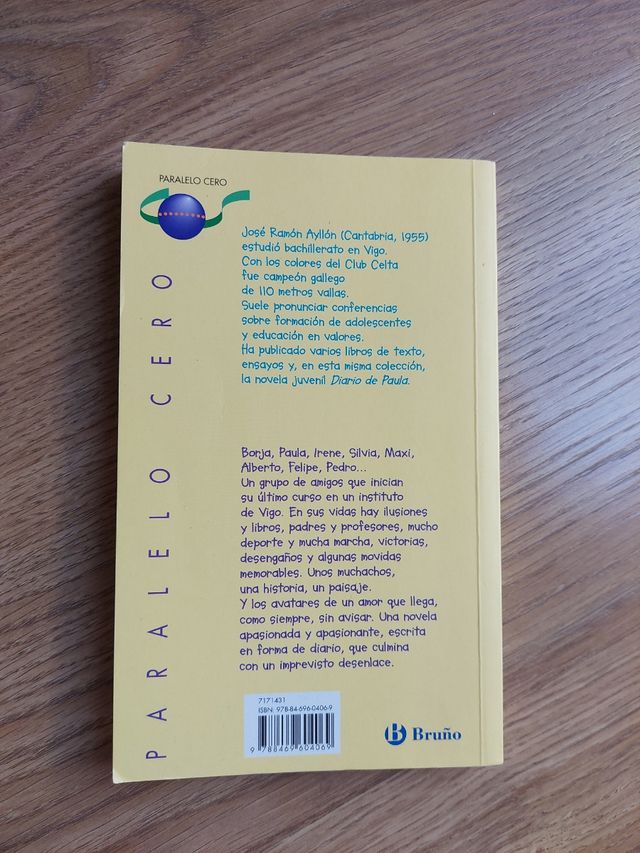 PARALELO CERO
José Ramón Ayllón (Cantabria, 1955)
estudió bachillerato en Vigo.
Con los colores del Club Celta
fue campeón gallego
de 110 metros vallas.
Suele pronunciar conferencias
sobre formación de adolescentes
y educación en valores.
Ha publicado varios libros de texto,
ensayos y, en esta misma colección,
la novela juvenil Diario de Paula.
PARALELO CERO
Borja, Paula, Irene, Silvia, Maxi,
Alberto, Felipe, Pedro...
Un grupo de amigos que inician
su último curso en un instituto
de Vigo. En sus vidas hay ilusiones
y libros, padres y profesores, mucho
deporte y mucha marcha, victorias,
desengaños y algunas movidas
memorables. Unos muchachos,
una historia, un paisaje.
Y los avatares de un amor que llega,
como siempre, sin avisar. Una novela
apasionada y apasionante, escrita
en forma de diario, que culmina
con un imprevisto desenlace.
7171431
ISBN: 978-84-696-0406-9
9 788469 604069
B Bruño